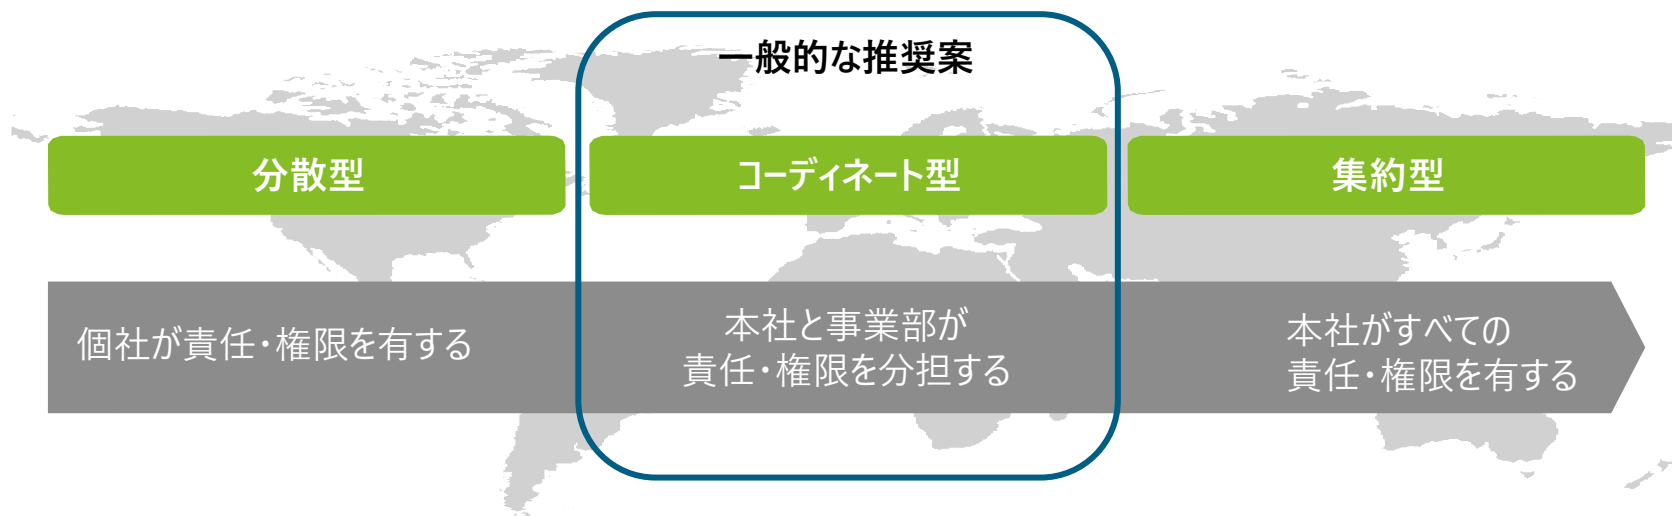 一般的な推奨案
分散型
コーディネート型
集約型
個社が責任・権限を有する
本社と事業部が
責任・権限を分担する
本社がすべての
責任・権限を有する